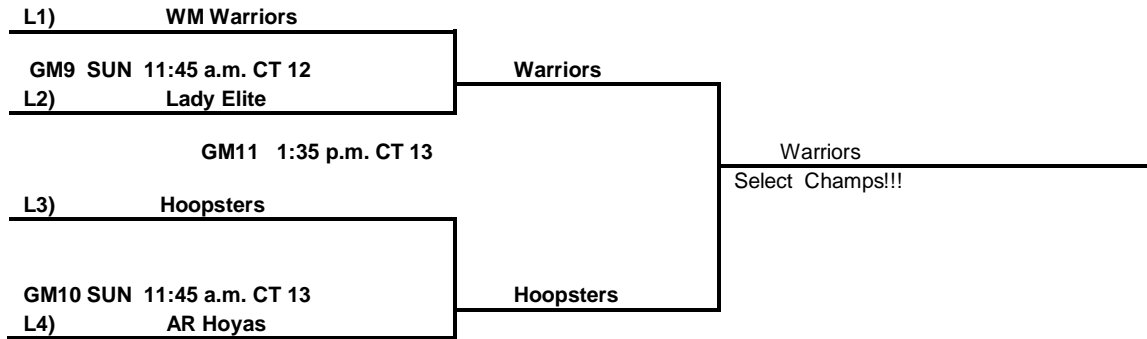 L1) WM Warriors
GM9 SUN 11:45 a.m. CT 12
Warriors
L2) Lady Elite
GM11 1:35 p.m. CT 13
Warriors
Select Champs!!!
L3) Hoopsters
GM10 SUN 11:45 a.m. CT 13
Hoopsters
L4) AR Hoyas